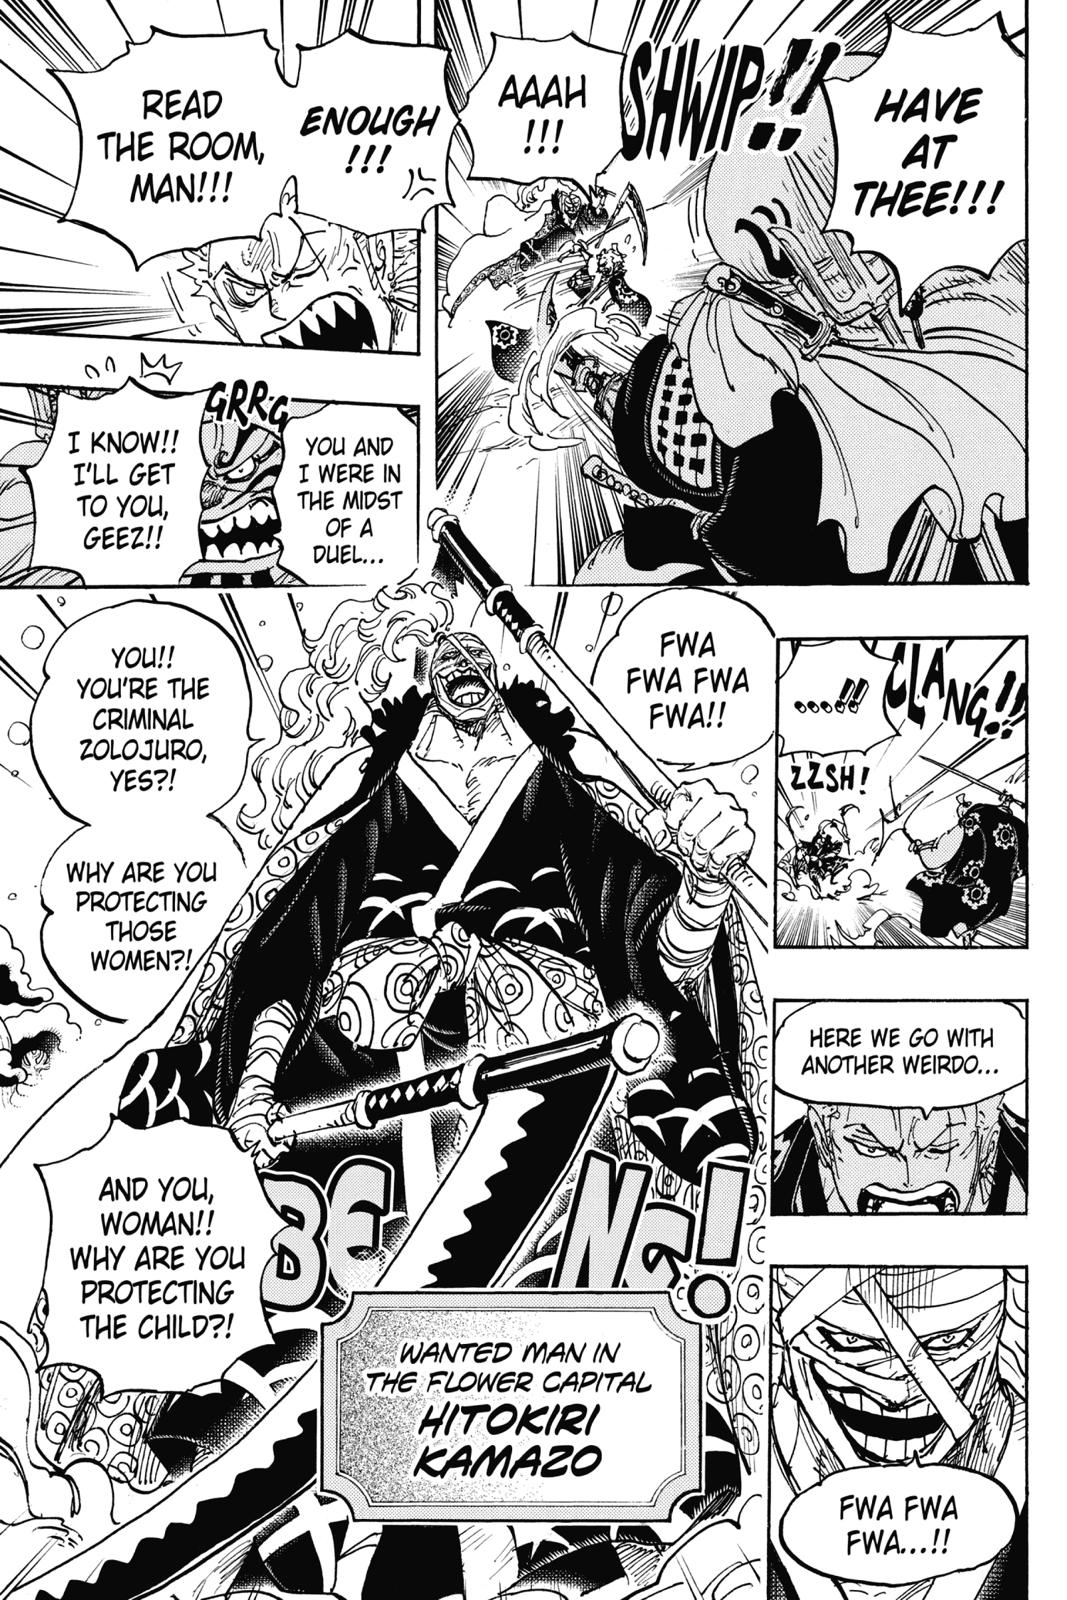 HAVE
AT
THEE!!!
SHWIP!!
AAAH
!!!
ENOUGH
!!!
READ
THE ROOM,
MAN!!!
YOU AND
I WERE IN
THE MIDST
OF A
DUEL...
GRRG
I KNOW!!
I'LL GET
TO YOU,
GEEZ!!
CLANG!!
...!!
ZZSH!
HERE WE GO WITH
ANOTHER WEIRDO...
FWA FWA
FWA...!!
FWA
FWA FWA
FWA!!
YOU!!
YOU'RE THE
CRIMINAL
ZOLOJURO,
YES?!
WHY ARE YOU
PROTECTING
THOSE
WOMEN?!
AND YOU,
WOMAN!!
WHY ARE YOU
PROTECTING
THE CHILD?!
BENG!
WANTED MAN IN
THE FLOWER CAPITAL
HITOKIRI
KAMAZO